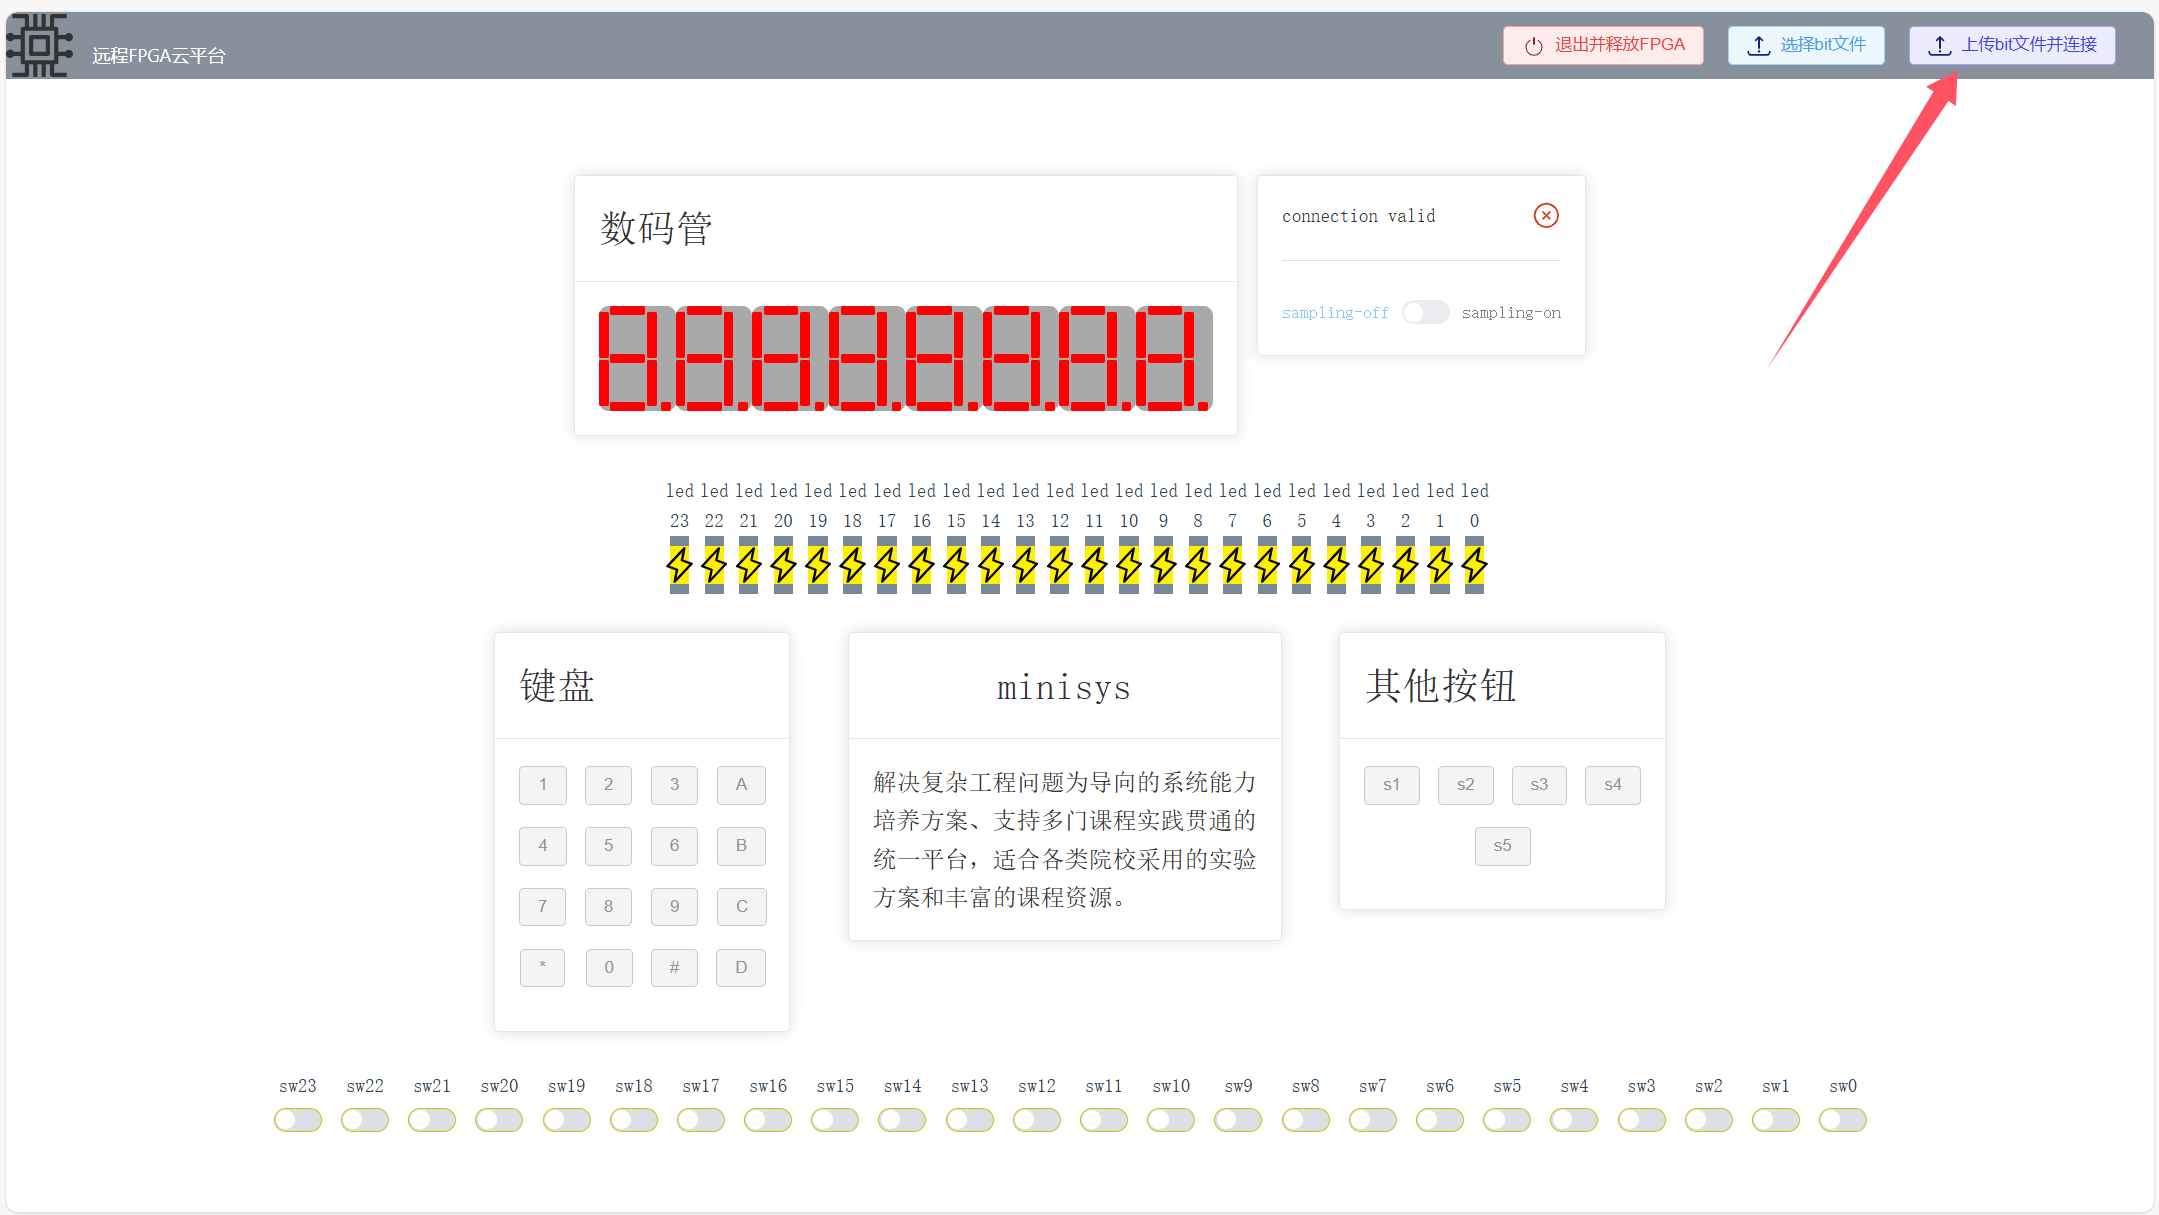 远程FPGA云平台
退出并释放FPGA
选择bit文件
上传bit文件并连接
数码管
connection valid
sampling-off
sampling-on
led led led led led led led led led led led led led led led led led led led led led led led led
23 22 21 20 19 18 17 16 15 14 13 12 11 10 9 8 7 6 5 4 3 2 1 0
键盘
1 2 3 A
4 5 6 B
7 8 9 C
* 0 # D
minisys
解决复杂工程问题为导向的系统能力
培养方案、支持多门课程实践贯通的
统一平台，适合各类院校采用的实验
方案和丰富的课程资源。
其他按钮
s1 s2 s3 s4
s5
sw23 sw22 sw21 sw20 sw19 sw18 sw17 sw16 sw15 sw14 sw13 sw12 sw11 sw10 sw9 sw8 sw7 sw6 sw5 sw4 sw3 sw2 sw1 sw0